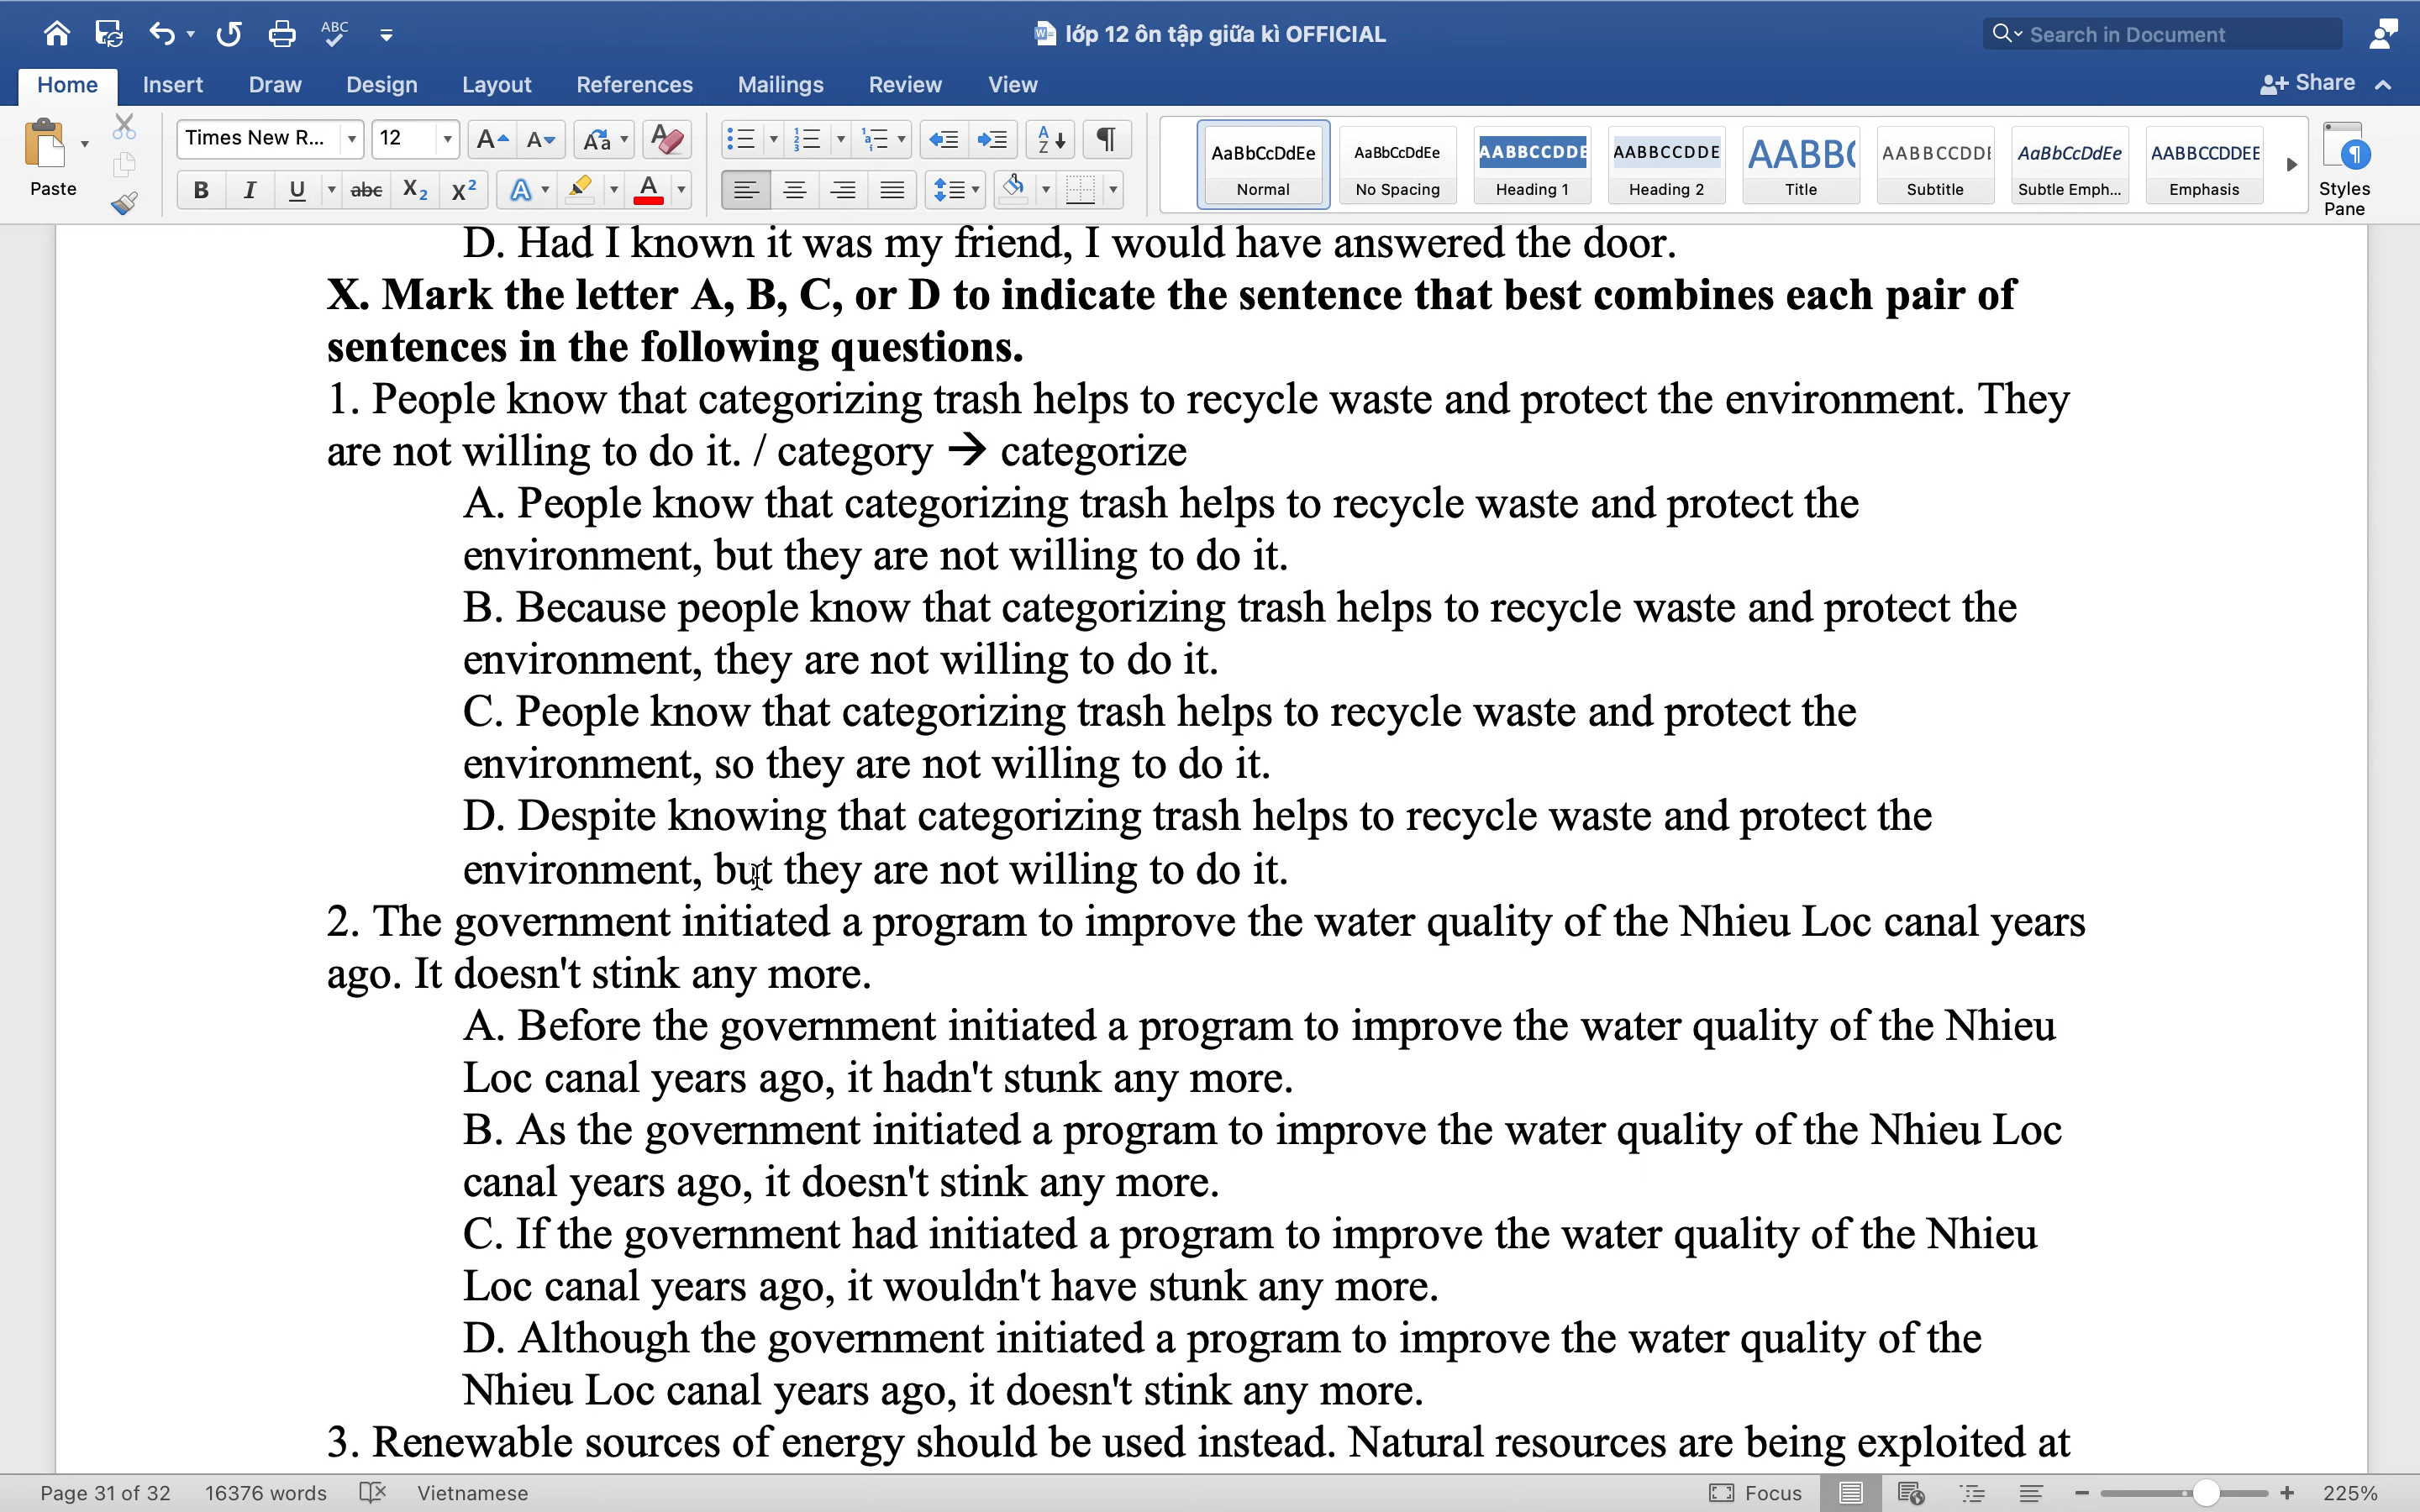 ABC
lớp 12 ôn tập giữa kì OFFICIAL
Search in Document
Home Insert Draw Design Layout References Mailings Review View Share
Paste
Times New R... 12
AaBbCcDdEe AaBbCcDdEe AABBCCDDE AABBCCDDE AABB( AABBCCDDE AaBbCcDdEe AABBCCDDEE
Normal No Spacing Heading 1 Heading 2 Title Subtitle Subtle Emph... Emphasis
Styles
Pane
D. Had I known it was my friend, I would have answered the door.
X. Mark the letter A, B, C, or D to indicate the sentence that best combines each pair of
sentences in the following questions.
1. People know that categorizing trash helps to recycle waste and protect the environment. They
are not willing to do it. / category → categorize
A. People know that categorizing trash helps to recycle waste and protect the
environment, but they are not willing to do it.
B. Because people know that categorizing trash helps to recycle waste and protect the
environment, they are not willing to do it.
C. People know that categorizing trash helps to recycle waste and protect the
environment, so they are not willing to do it.
D. Despite knowing that categorizing trash helps to recycle waste and protect the
environment, but they are not willing to do it.
2. The government initiated a program to improve the water quality of the Nhieu Loc canal years
ago. It doesn't stink any more.
A. Before the government initiated a program to improve the water quality of the Nhieu
Loc canal years ago, it hadn't stunk any more.
B. As the government initiated a program to improve the water quality of the Nhieu Loc
canal years ago, it doesn't stink any more.
C. If the government had initiated a program to improve the water quality of the Nhieu
Loc canal years ago, it wouldn't have stunk any more.
D. Although the government initiated a program to improve the water quality of the
Nhieu Loc canal years ago, it doesn't stink any more.
3. Renewable sources of energy should be used instead. Natural resources are being exploited at
Page 31 of 32 16376 words Vietnamese Focus 225%